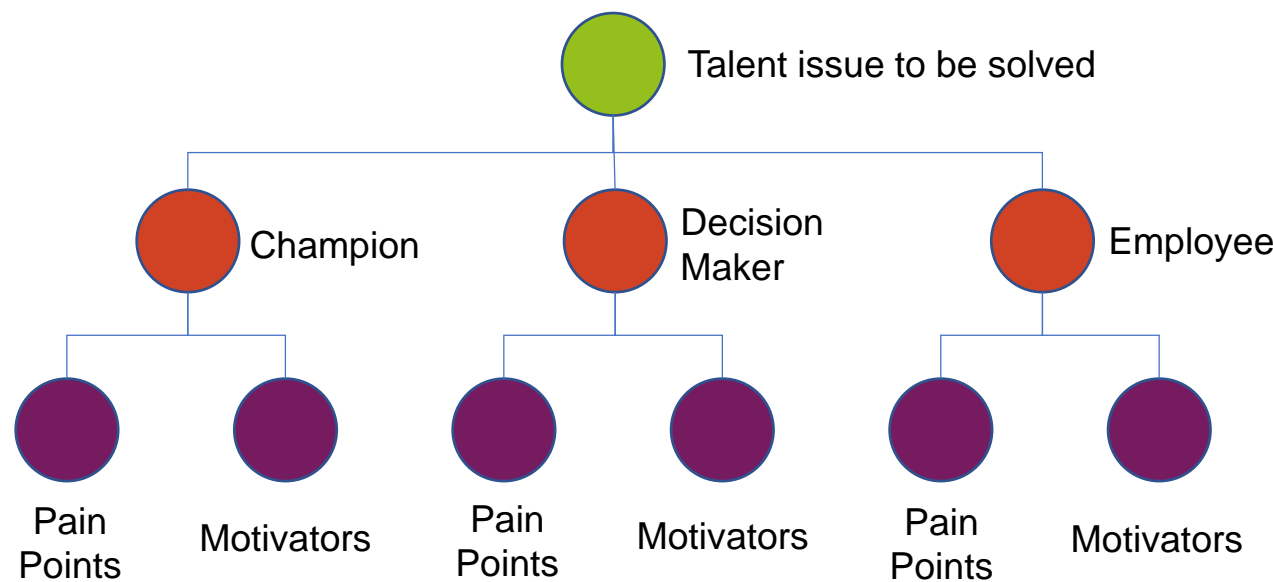 Talent issue to be solved
Champion
Decision
Maker
Employee
Pain
Points
Motivators
Pain
Points
Motivators
Pain
Points
Motivators